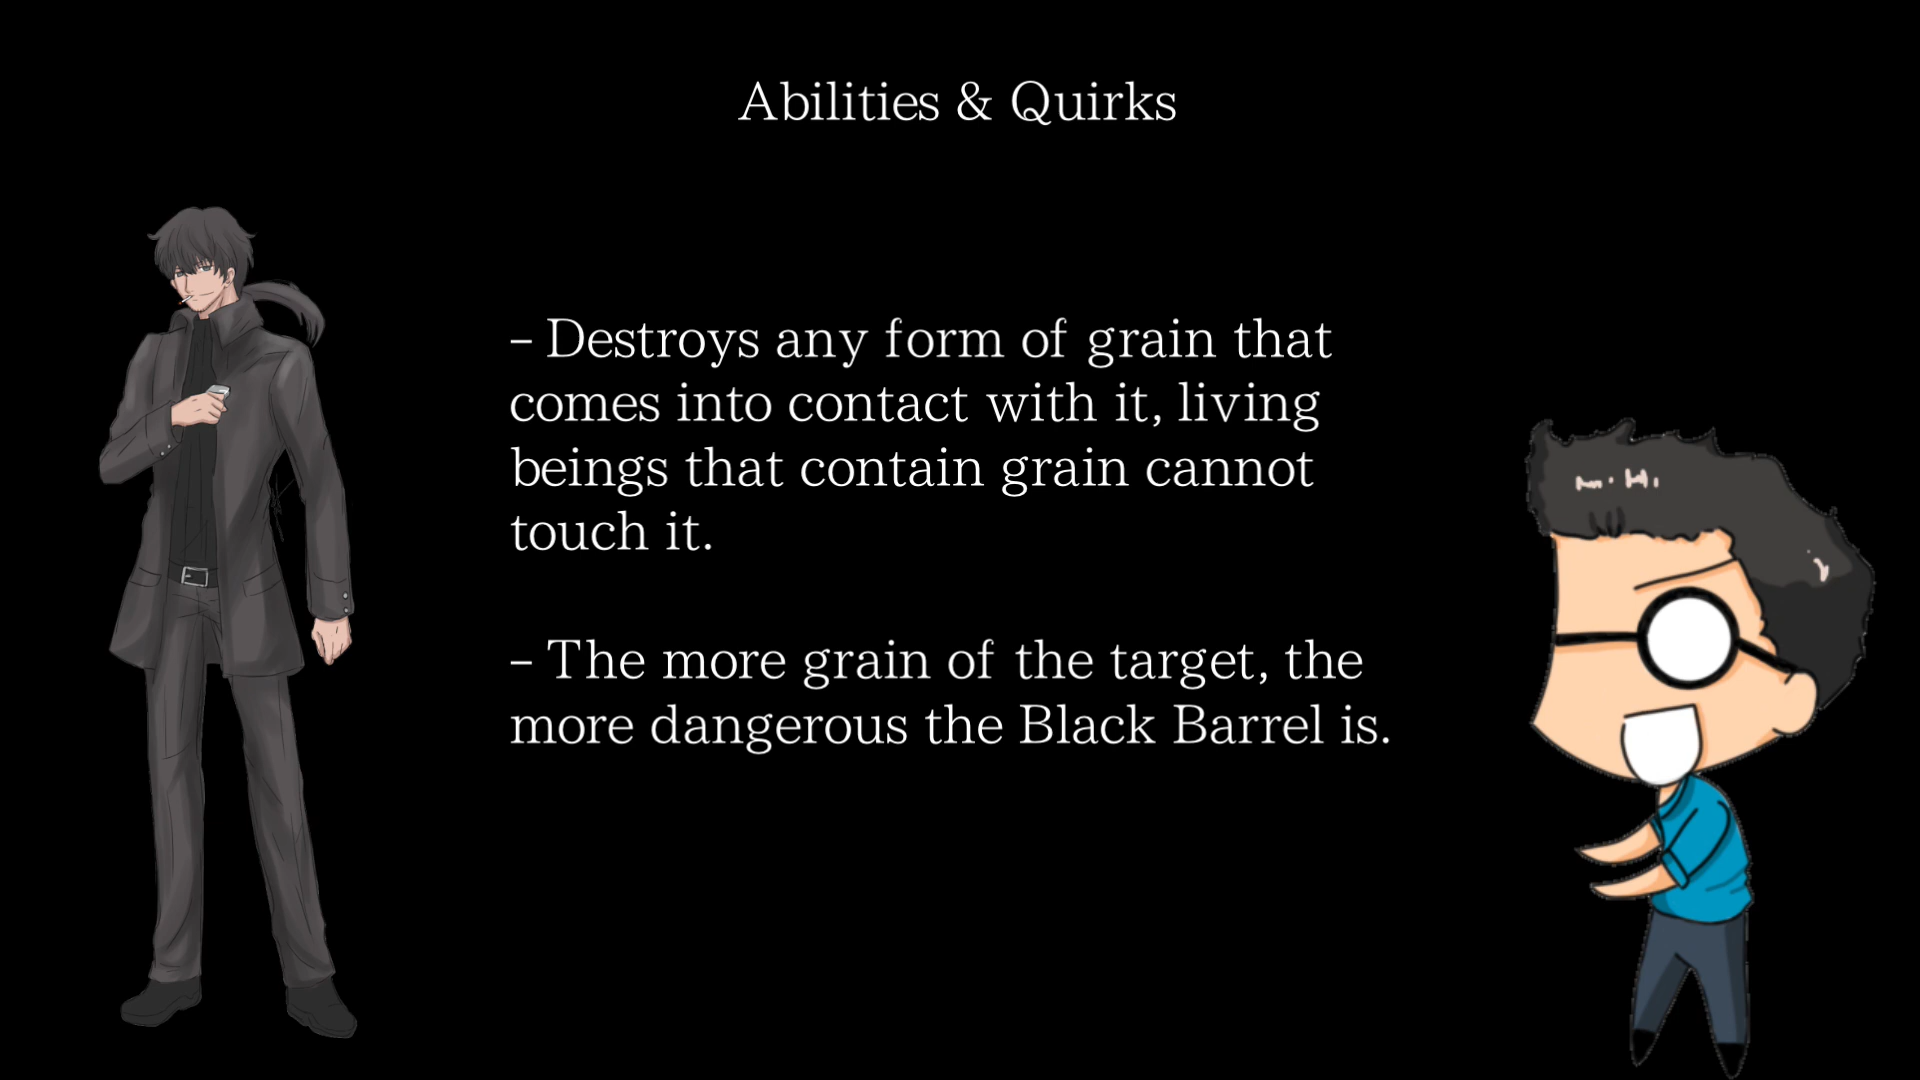 Abilities & Quirks
– Destroys any form of grain that
comes into contact with it, living
beings that contain grain cannot
touch it.
– The more grain of the target, the
more dangerous the Black Barrel is.